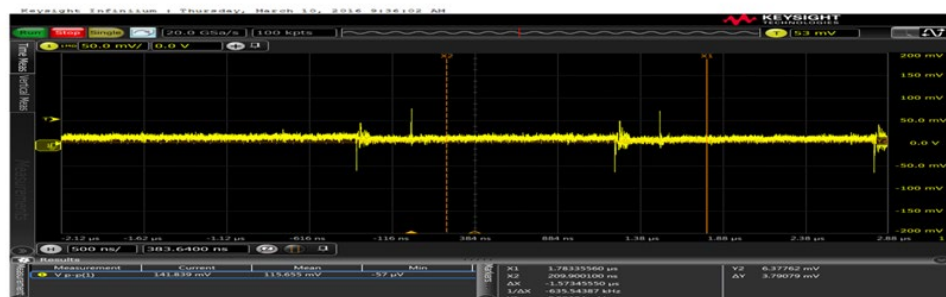 Keysight Infiniium : Thursday, March 10, 2016 9:36:02 AM
KEYSIGHT
TECHNOLOGIES
Run Stop Single 20.0 GSa/s 100 kpts T 53 mV
50.0 mV/ 0.0 V
Time Meas
Vertical Meas
Measurements
X2 X1
200 mV
150 mV
100 mV
50.0 mV
0.0 V
-50.0 mV
-100 mV
-150 mV
-200 mV
-2.12 µs -1.62 µs -1.12 µs -616 ns -116 ns 384 ns 884 ns 1.38 µs 1.88 µs 2.38 µs 2.88 µs
H 500 ns/ 383.6400 ns
Results
Measurement Current Mean Min
V p-p(1) 141.839 mV 115.655 mV -57 µV
Markers
X1 1.78335560 µs
X2 209.900100 ns
ΔX -1.57345550 µs
1/ΔX -635.54387 kHz
Y2 6.37762 mV
ΔY 3.79079 mV